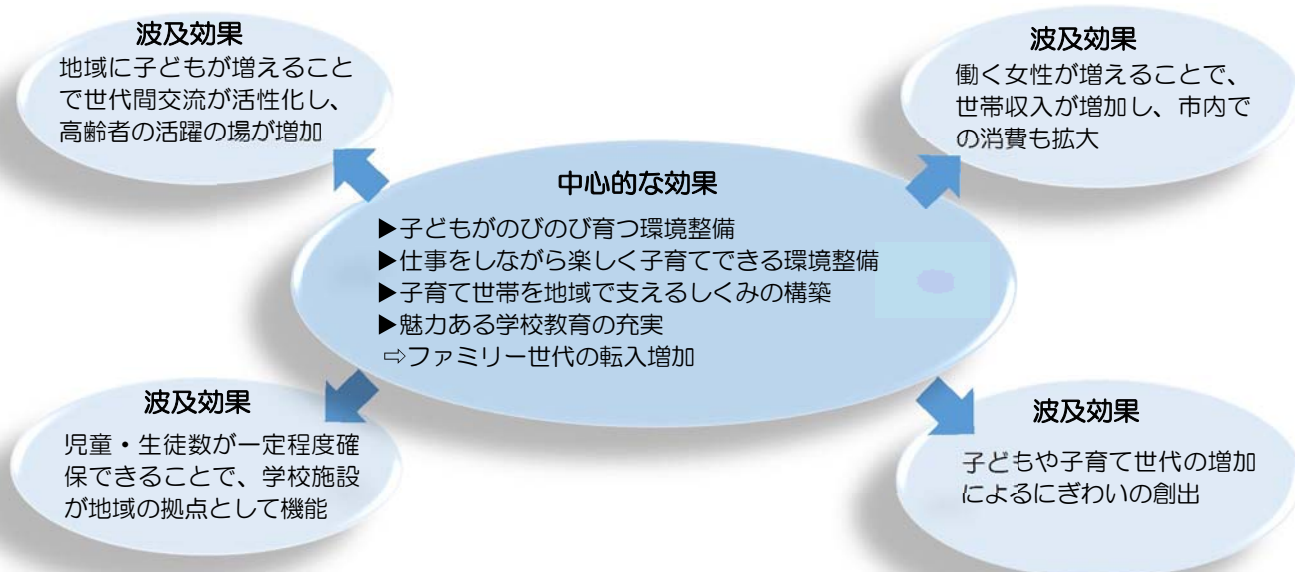 波及効果
地域に子どもが増えること
で世代間交流が活性化し、
高齢者の活躍の場が増加
波及効果
働く女性が増えることで、
世帯収入が増加し、市内で
の消費も拡大
中心的な効果
▶子どもがのびのび育つ環境整備
▶仕事をしながら楽しく子育てできる環境整備
▶子育て世帯を地域で支えるしくみの構築
▶魅力ある学校教育の充実
⇨ファミリー世代の転入増加
波及効果
児童・生徒数が一定程度確
保できることで、学校施設
が地域の拠点として機能
波及効果
子どもや子育て世代の増加
によるにぎわいの創出